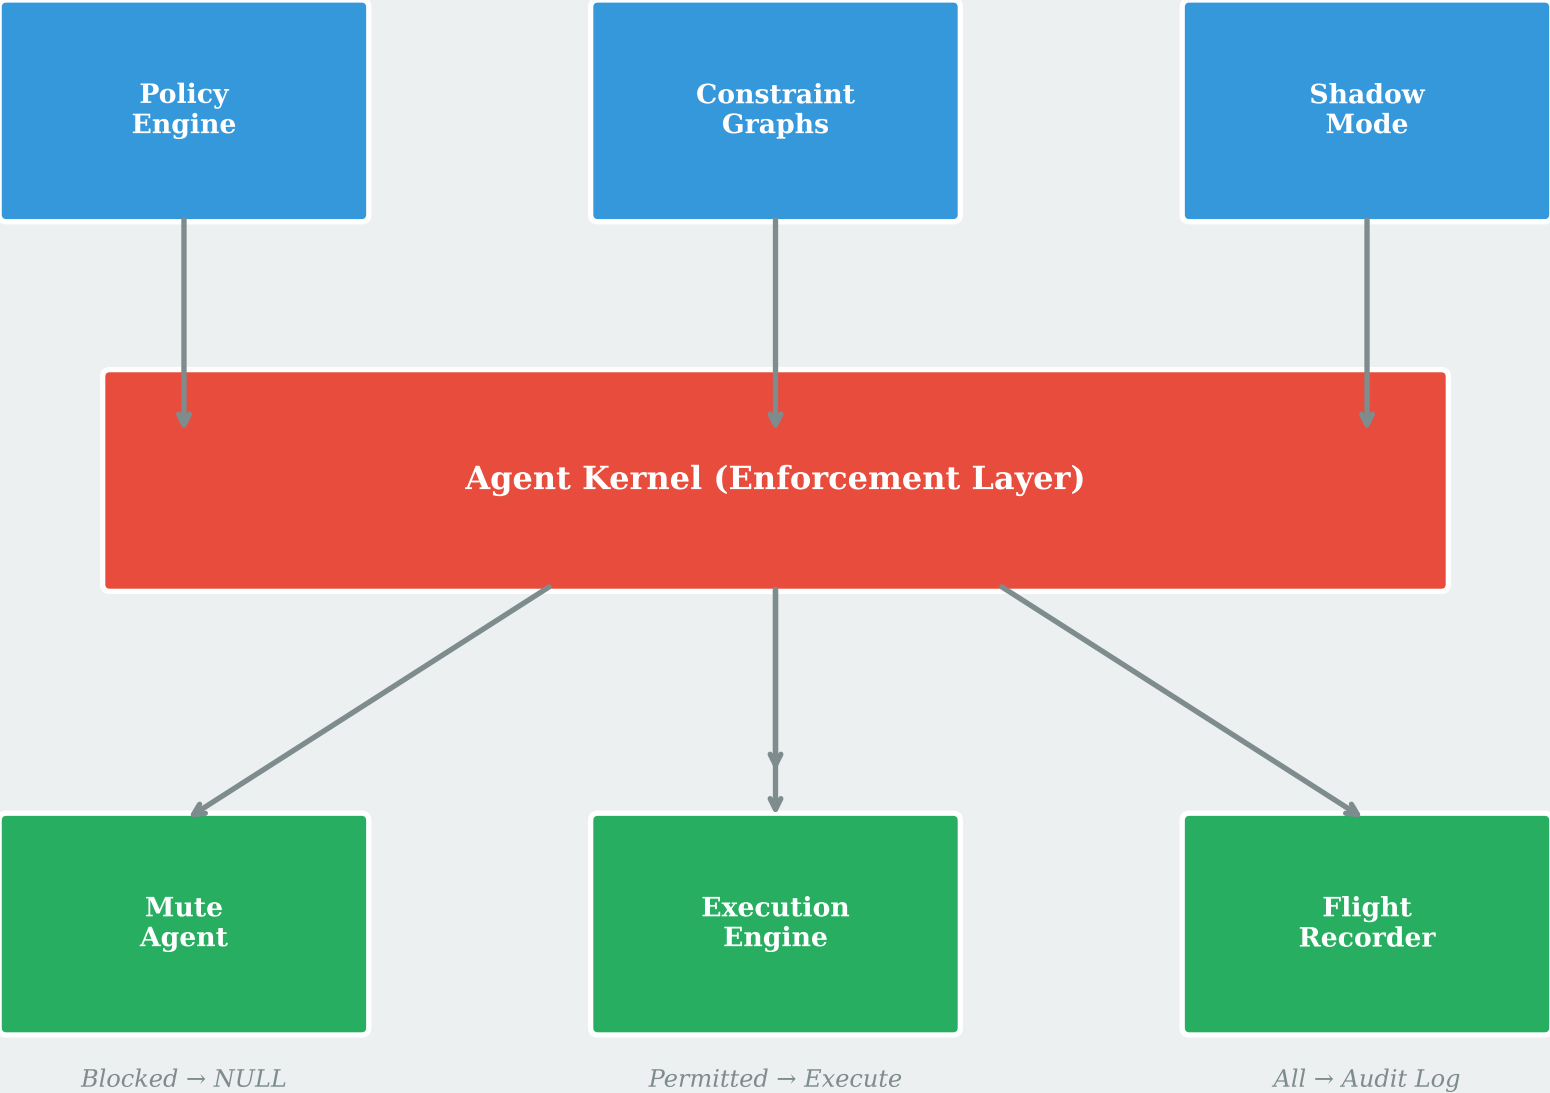 Policy
Engine
Constraint
Graphs
Shadow
Mode
Agent Kernel (Enforcement Layer)
Mute
Agent
Execution
Engine
Flight
Recorder
Blocked → NULL
Permitted → Execute
All → Audit Log